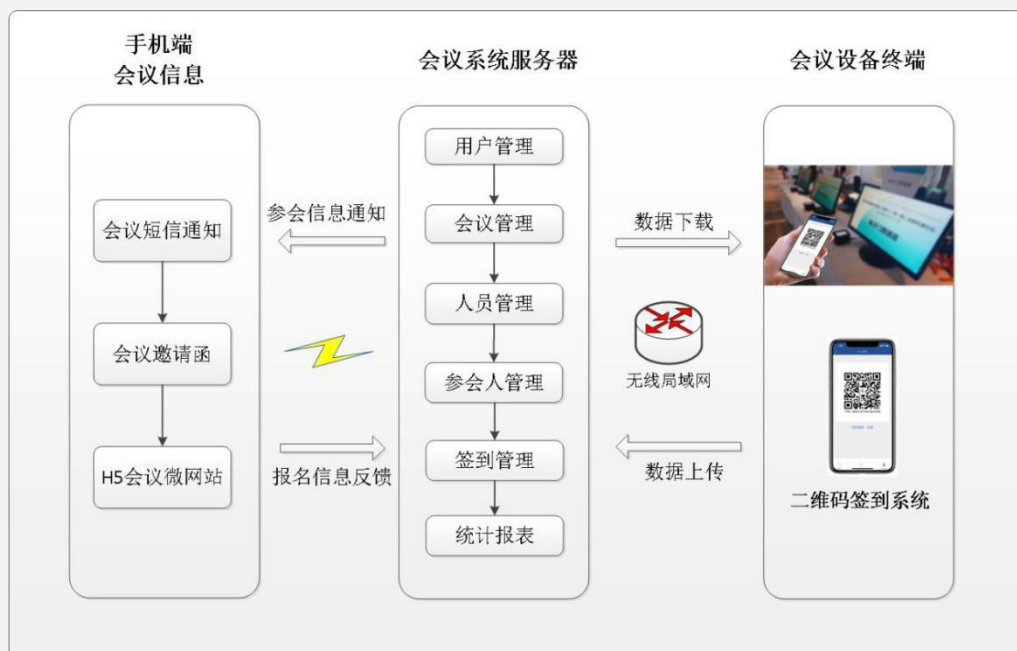 手机端
会议信息
会议短信通知
会议邀请函
H5会议微网站
参会信息通知
报名信息反馈
会议系统服务器
用户管理
会议管理
人员管理
参会人管理
签到管理
统计报表
数据下载
无线局域网
数据上传
会议设备终端
二维码签到系统